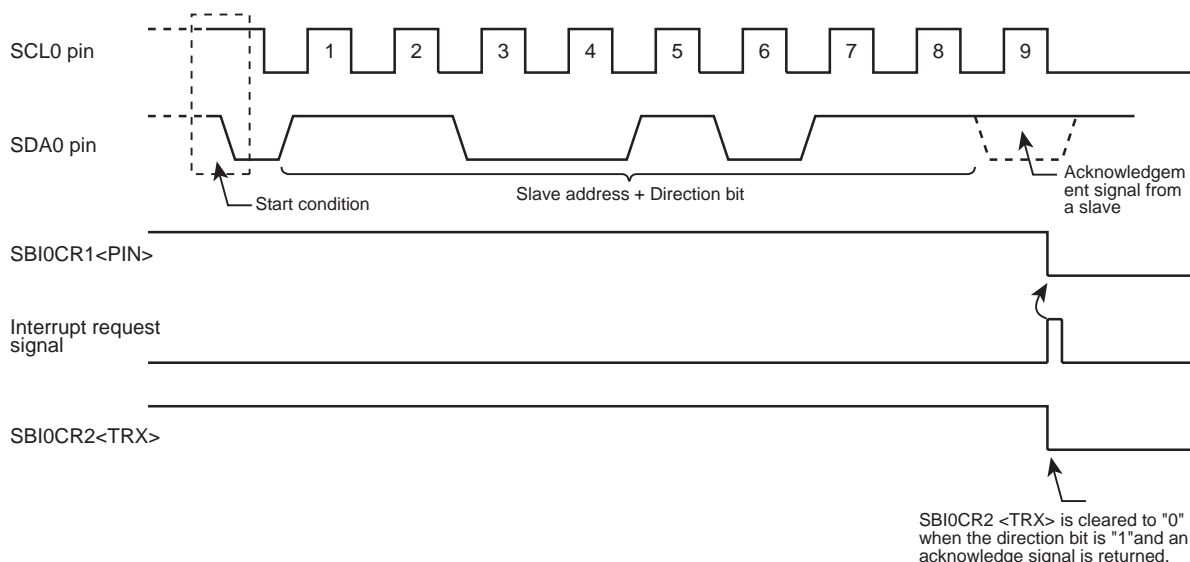 SCL0 pin
1 2 3 4 5 6 7 8 9
SDA0 pin
Start condition
Slave address + Direction bit
Acknowledgem
ent signal from
a slave
SBI0CR1<PIN>
Interrupt request
signal
SBI0CR2<TRX>
SBI0CR2 <TRX> is cleared to "0"
when the direction bit is "1"and an
acknowledge signal is returned.